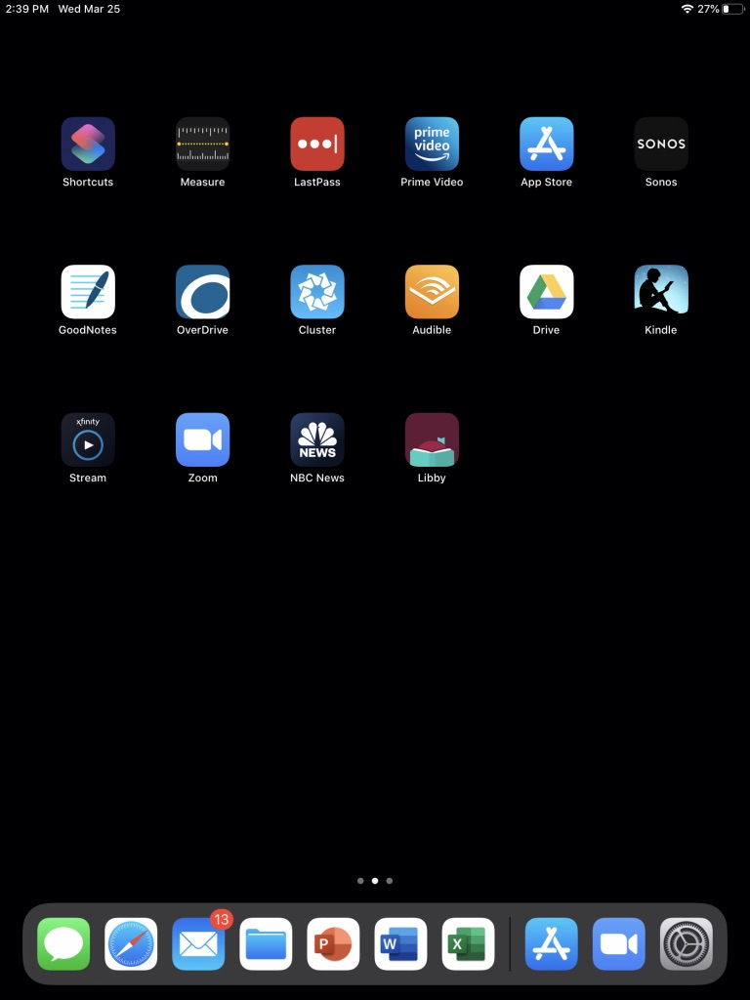 2:39 PM Wed Mar 25
27%
prime
video
SONOS
Shortcuts Measure LastPass Prime Video App Store Sonos
GoodNotes OverDrive Cluster Audible Drive Kindle
xfinity
NEWS
Stream Zoom NBC News Libby
13
P W X